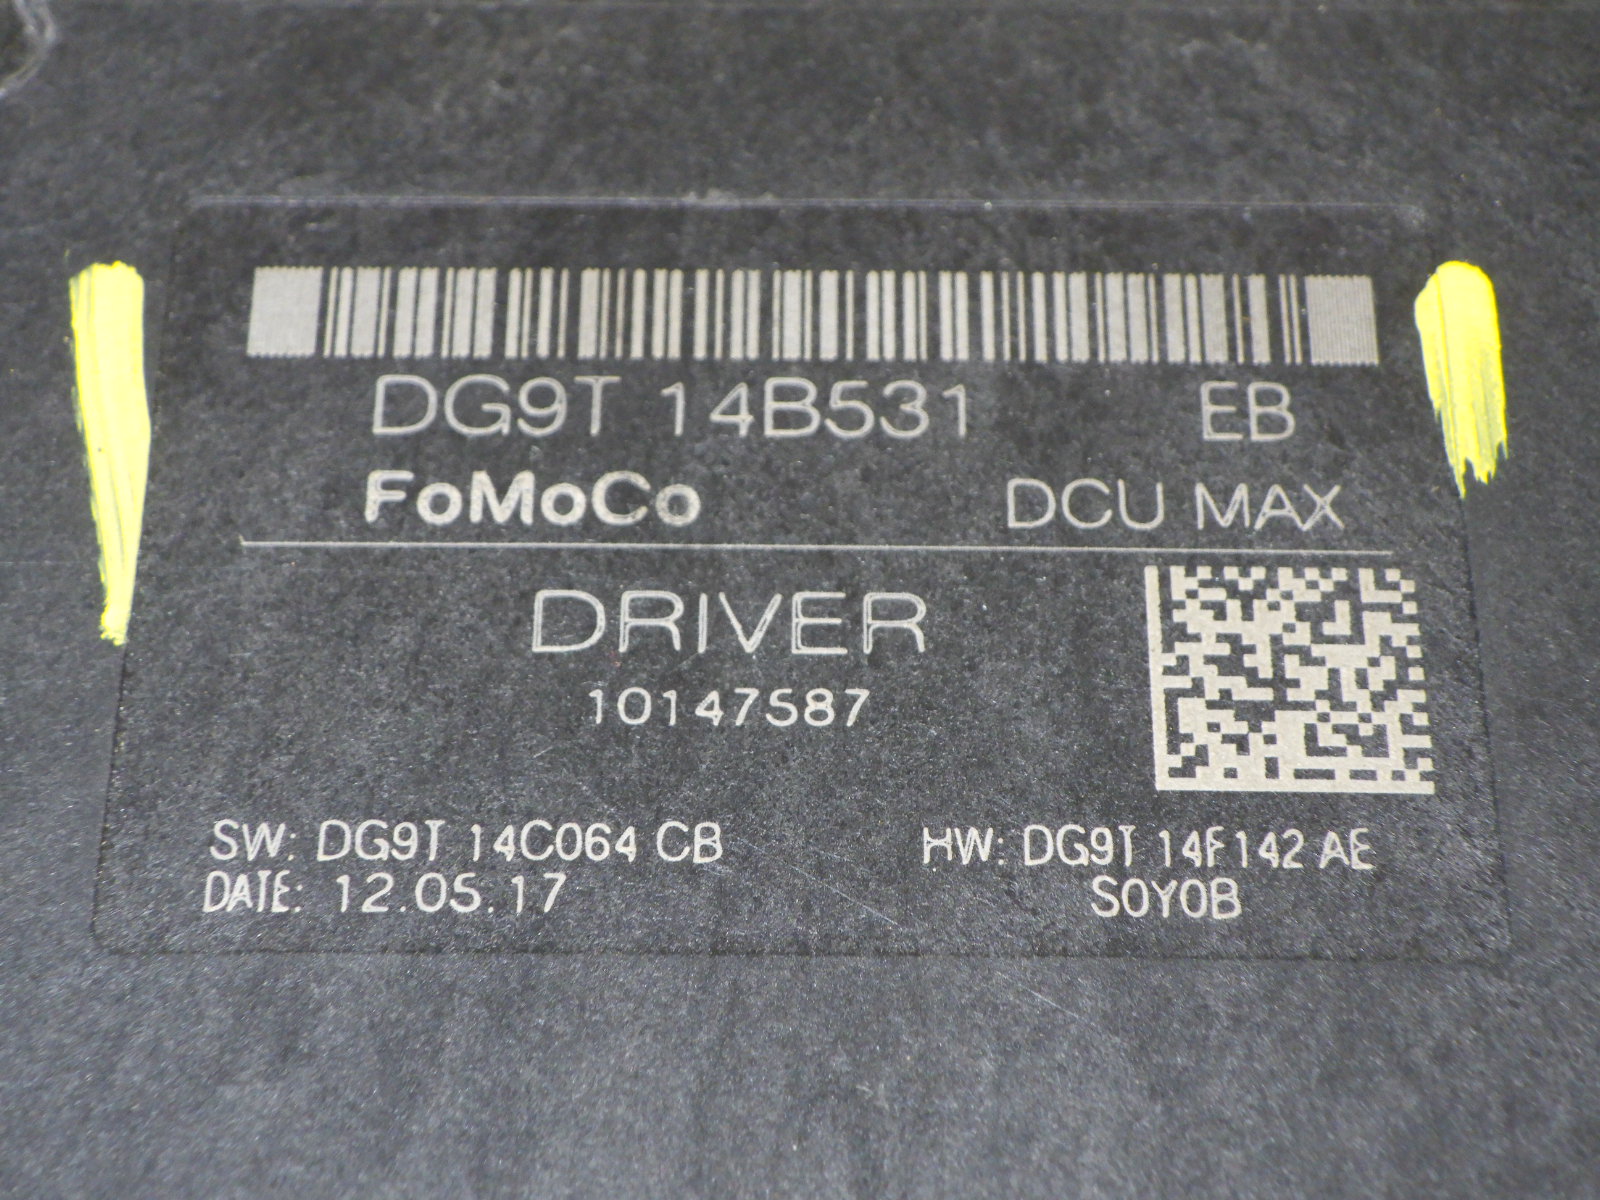 DG9T 14B531 EB
FoMoCo DCU MAX
DRIVER
10147587
SW: DG9T 14C064 CB HW: DG9T 14F142 AE
DATE: 12.05.17 S0Y0B